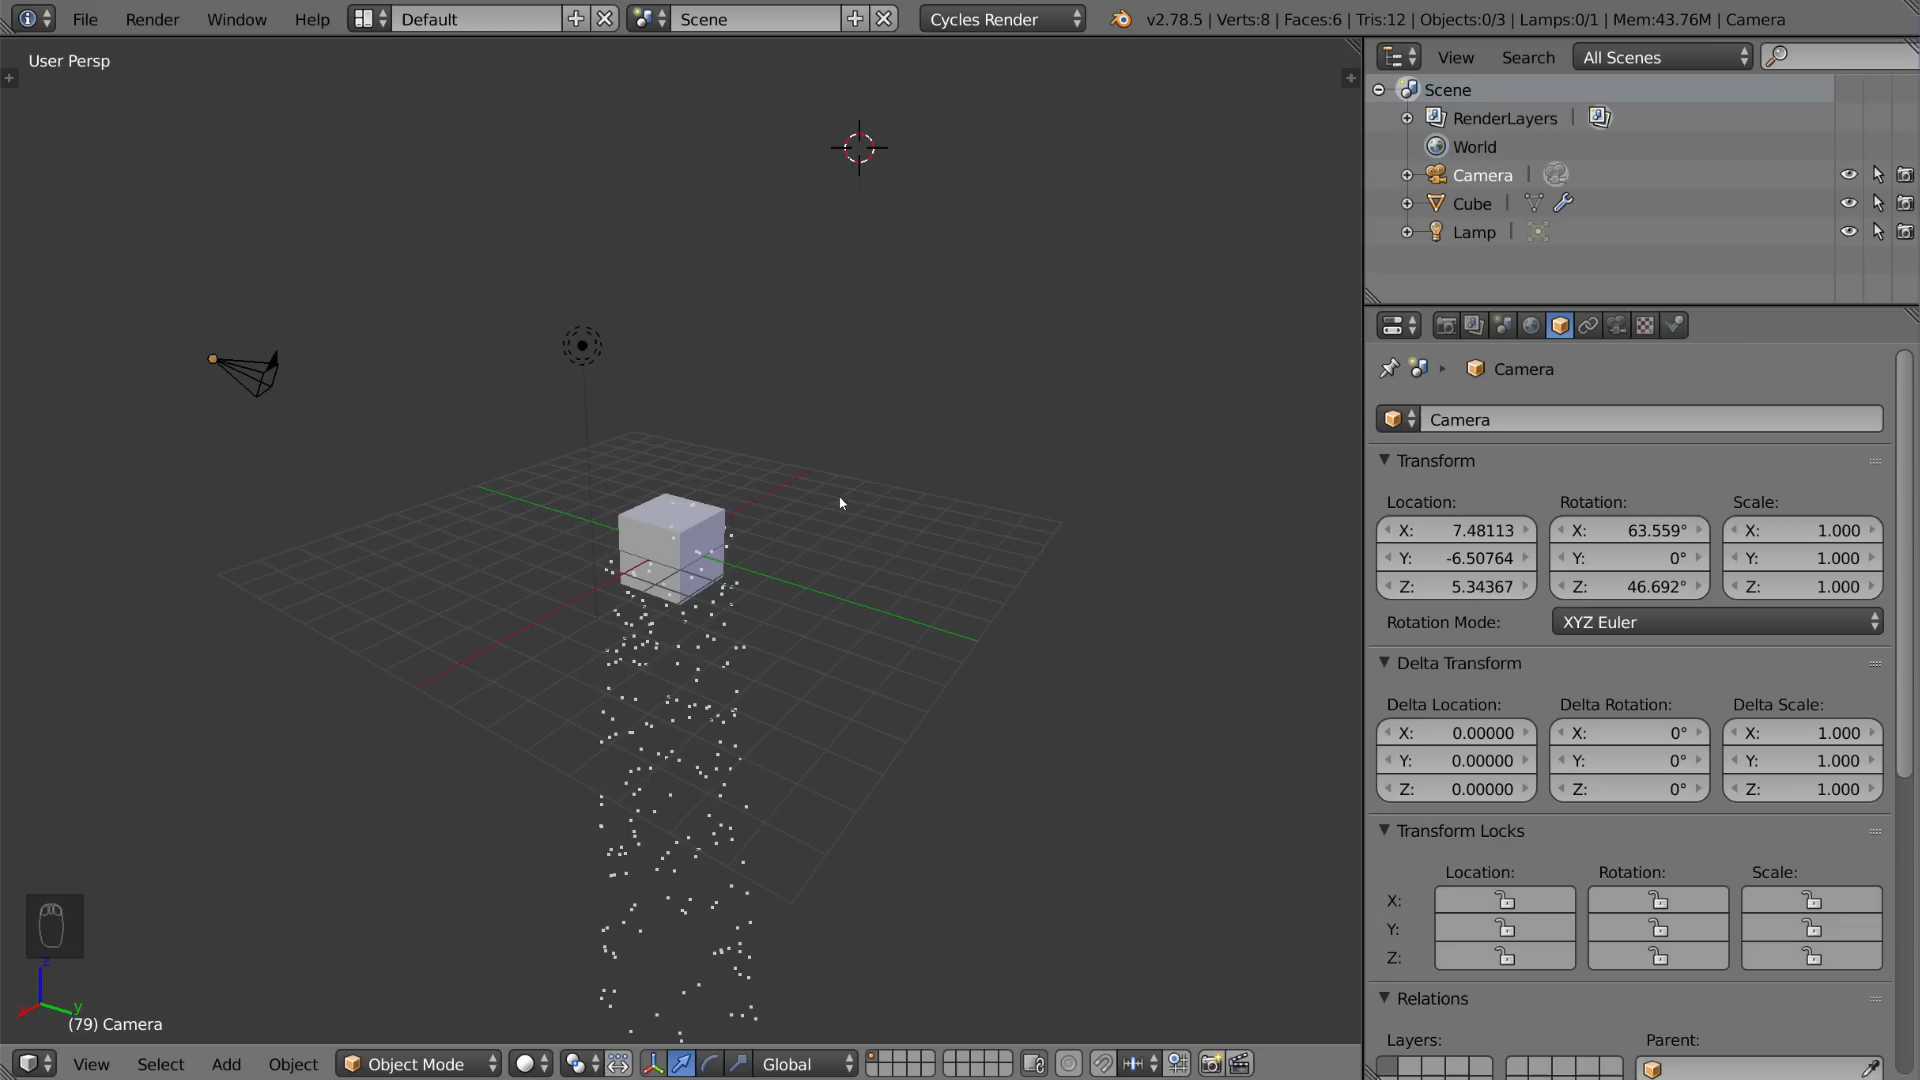 File Render Window Help Default Scene Cycles Render v2.78.5 | Verts:8 | Faces:6 | Tris:12 | Objects:0/3 | Lamps:0/1 | Mem:43.76M | Camera
User Persp
View Search All Scenes
Scene
RenderLayers
World
Camera
Cube
Lamp
Camera
Camera
Transform
Location: Rotation: Scale:
X: 7.48113 X: 63.559° X: 1.000
Y: -6.50764 Y: 0° Y: 1.000
Z: 5.34367 Z: 46.692° Z: 1.000
Rotation Mode: XYZ Euler
Delta Transform
Delta Location: Delta Rotation: Delta Scale:
X: 0.00000 X: 0° X: 1.000
Y: 0.00000 Y: 0° Y: 1.000
Z: 0.00000 Z: 0° Z: 1.000
Transform Locks
Location: Rotation: Scale:
X:
Y:
Z:
Relations
Layers: Parent:
z
x y
(79) Camera
View Select Add Object Object Mode Global